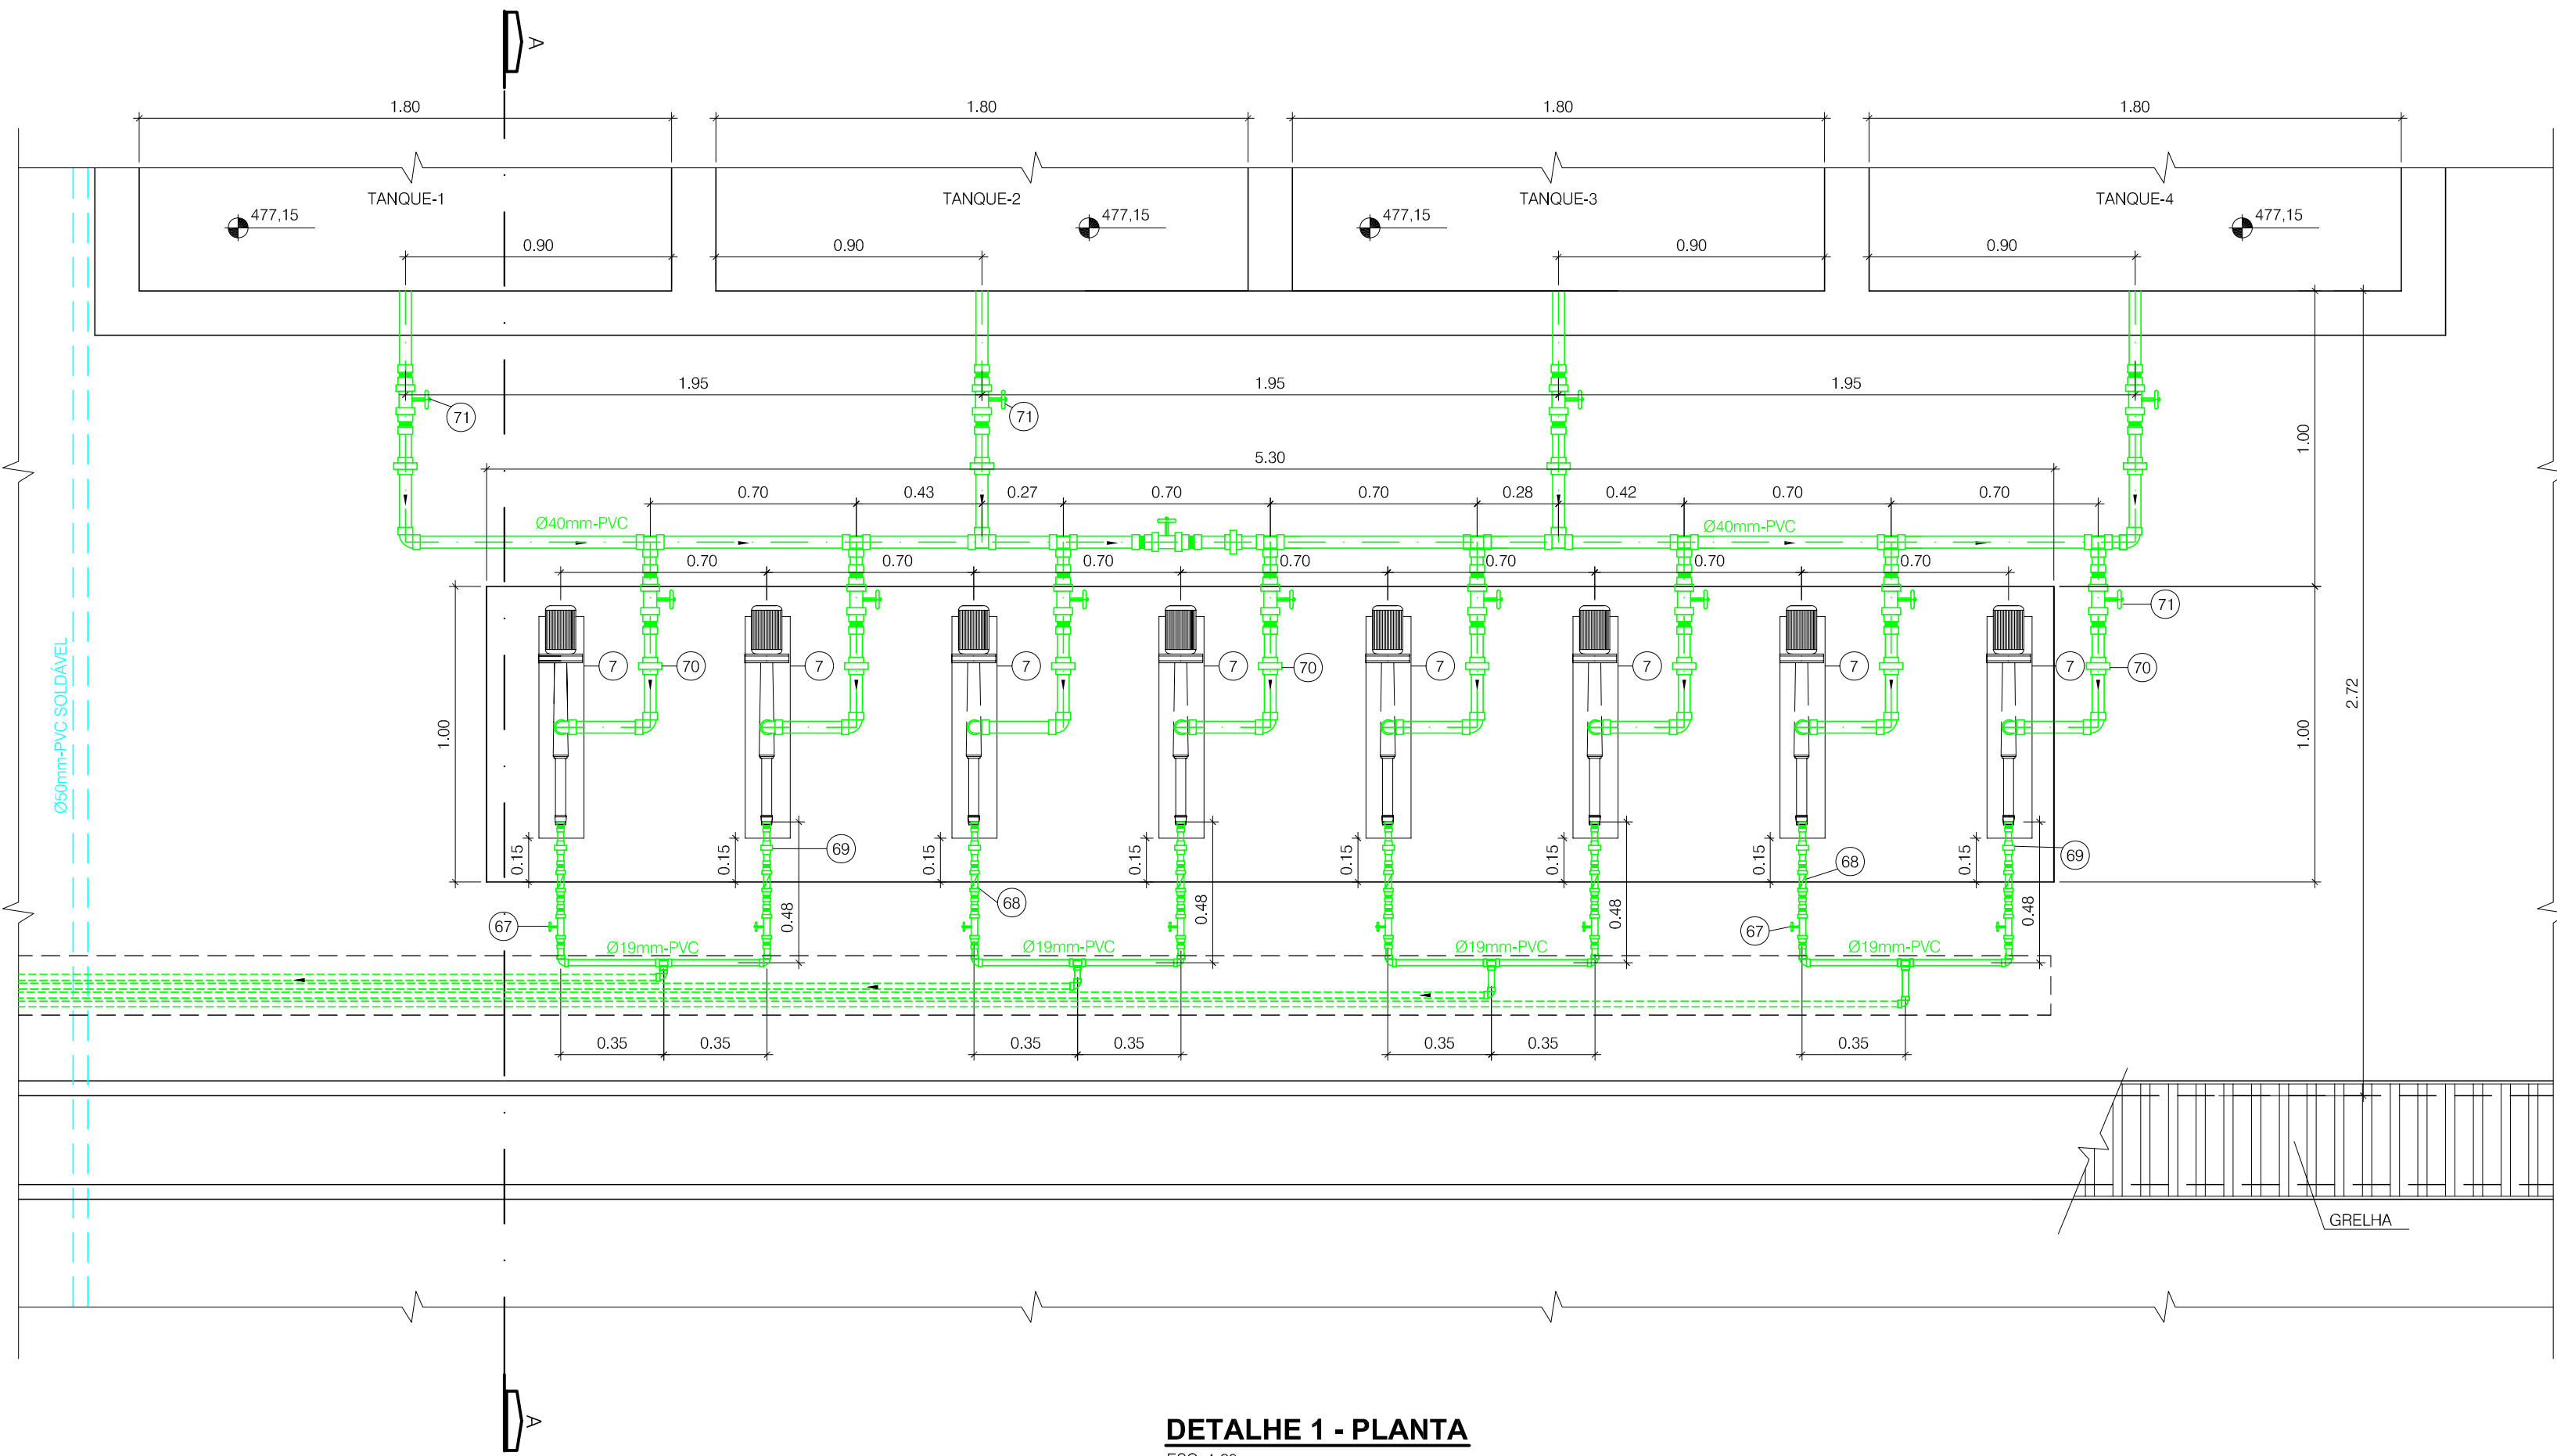 A
1.80 1.80 1.80 1.80
TANQUE-1 TANQUE-2 TANQUE-3 TANQUE-4
477,15 477,15 477,15 477,15
0.90 0.90 0.90 0.90
1.95 1.95 1.95
71 71
1.00
5.30
0.70 0.43 0.27 0.70 0.70 0.28 0.42 0.70 0.70
Ø40mm-PVC Ø40mm-PVC
0.70 0.70 0.70 0.70 0.70 0.70 0.70
71
7 70 7 7 7 70 7 7 7 7 70
Ø50mm-PVC SOLDÁVEL
1.00 1.00 2.72
0.15 0.15 0.15 0.15 0.15 0.15 0.15 0.15
69 68 69
68
0.48 0.48 0.48 0.48
67 67
Ø19mm-PVC Ø19mm-PVC Ø19mm-PVC Ø19mm-PVC
0.35 0.35 0.35 0.35 0.35 0.35 0.35
GRELHA
A
DETALHE 1 - PLANTA